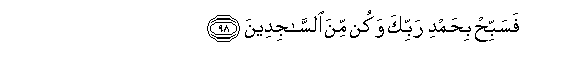 فَسَبِّحْ بِحَمْدِ رَبِّكَ وَكُن مِّنَ ٱلسَّـٰجِدِينَ ٩٨